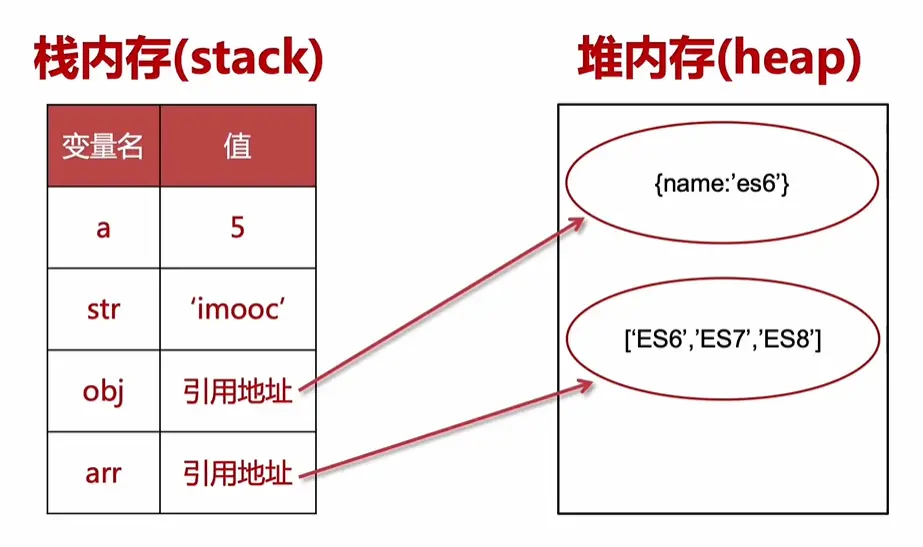 栈内存(stack)
堆内存(heap)
变量名 值
a 5
str ‘imooc’
obj 引用地址
arr 引用地址
{name:’es6’}
[‘ES6’,’ES7’,’ES8’]